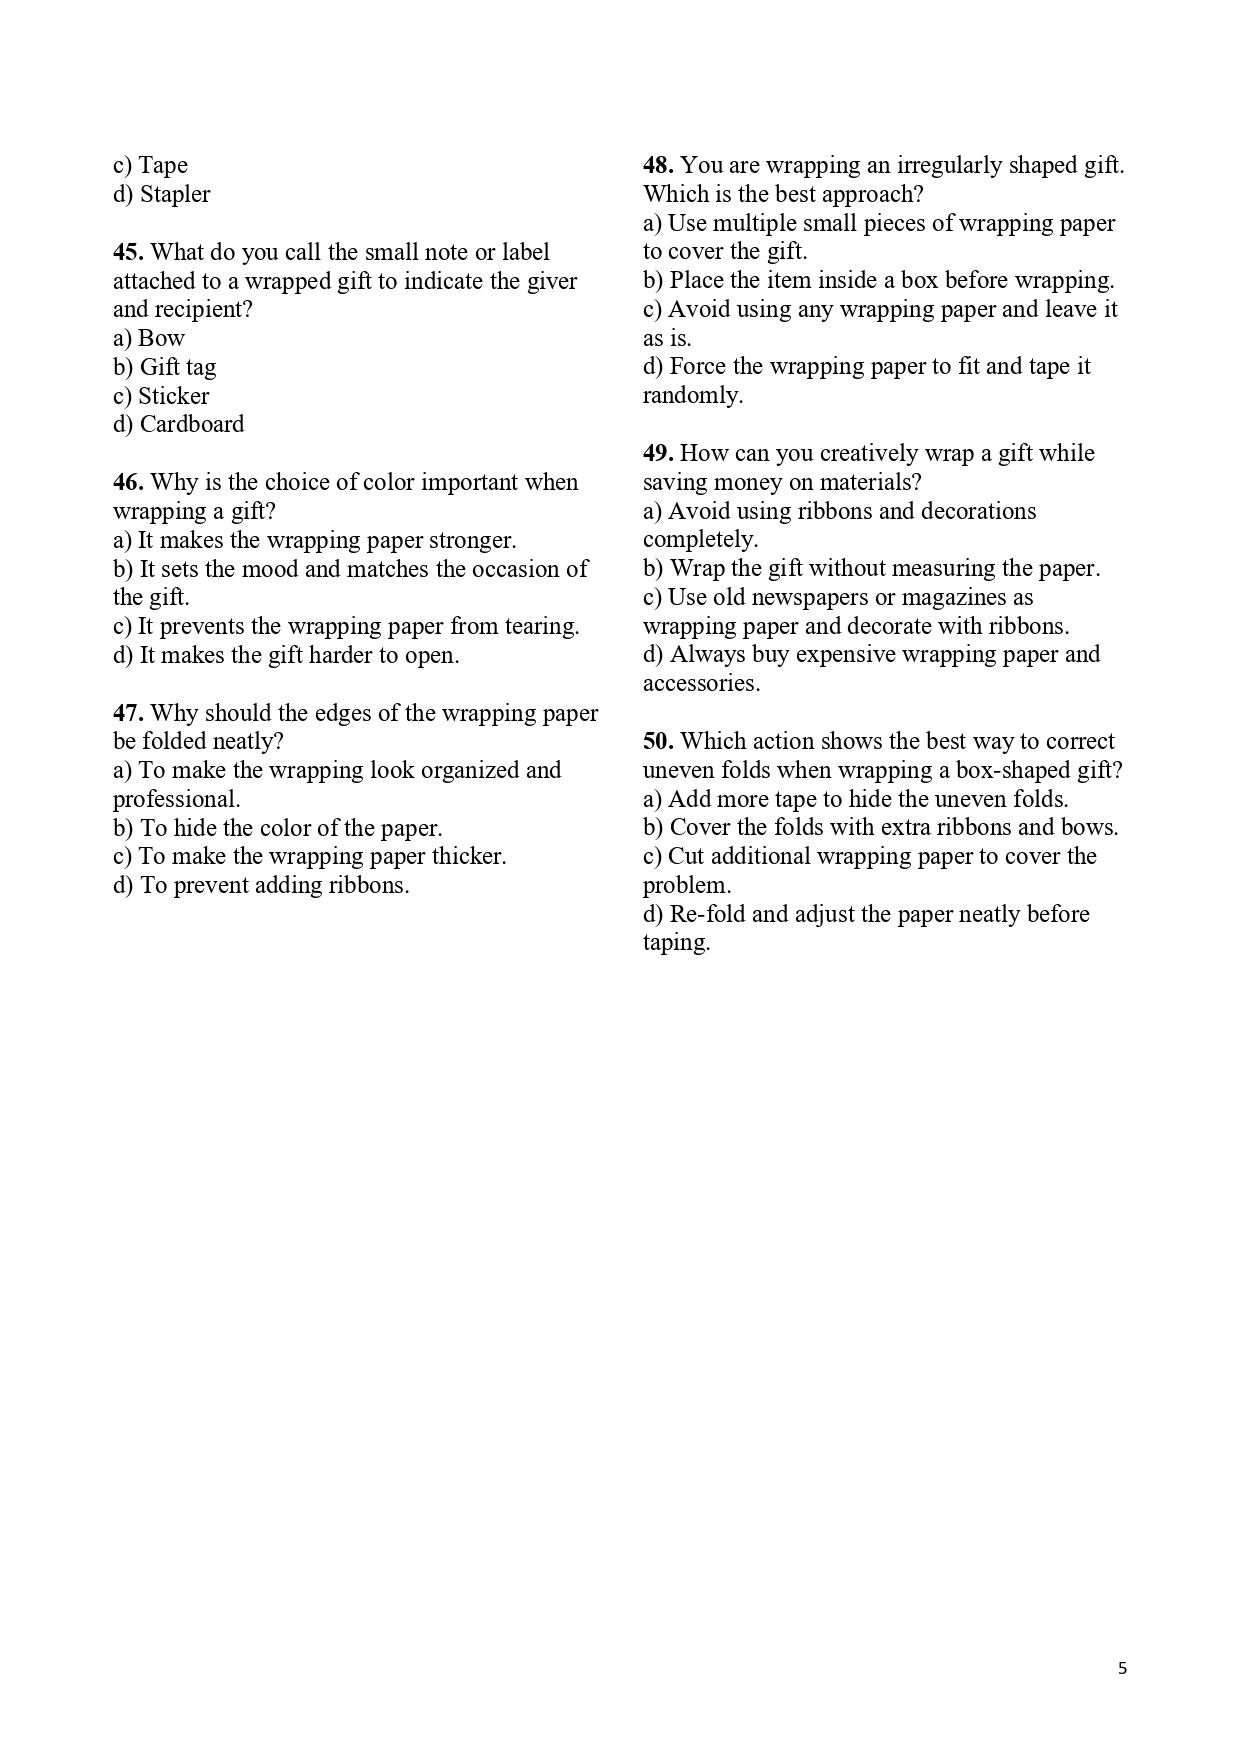 c) Tape
d) Stapler
45. What do you call the small note or label
attached to a wrapped gift to indicate the giver
and recipient?
a) Bow
b) Gift tag
c) Sticker
d) Cardboard
46. Why is the choice of color important when
wrapping a gift?
a) It makes the wrapping paper stronger.
b) It sets the mood and matches the occasion of
the gift.
c) It prevents the wrapping paper from tearing.
d) It makes the gift harder to open.
47. Why should the edges of the wrapping paper
be folded neatly?
a) To make the wrapping look organized and
professional.
b) To hide the color of the paper.
c) To make the wrapping paper thicker.
d) To prevent adding ribbons.
48. You are wrapping an irregularly shaped gift.
Which is the best approach?
a) Use multiple small pieces of wrapping paper
to cover the gift.
b) Place the item inside a box before wrapping.
c) Avoid using any wrapping paper and leave it
as is.
d) Force the wrapping paper to fit and tape it
randomly.
49. How can you creatively wrap a gift while
saving money on materials?
a) Avoid using ribbons and decorations
completely.
b) Wrap the gift without measuring the paper.
c) Use old newspapers or magazines as
wrapping paper and decorate with ribbons.
d) Always buy expensive wrapping paper and
accessories.
50. Which action shows the best way to correct
uneven folds when wrapping a box-shaped gift?
a) Add more tape to hide the uneven folds.
b) Cover the folds with extra ribbons and bows.
c) Cut additional wrapping paper to cover the
problem.
d) Re-fold and adjust the paper neatly before
taping.
5